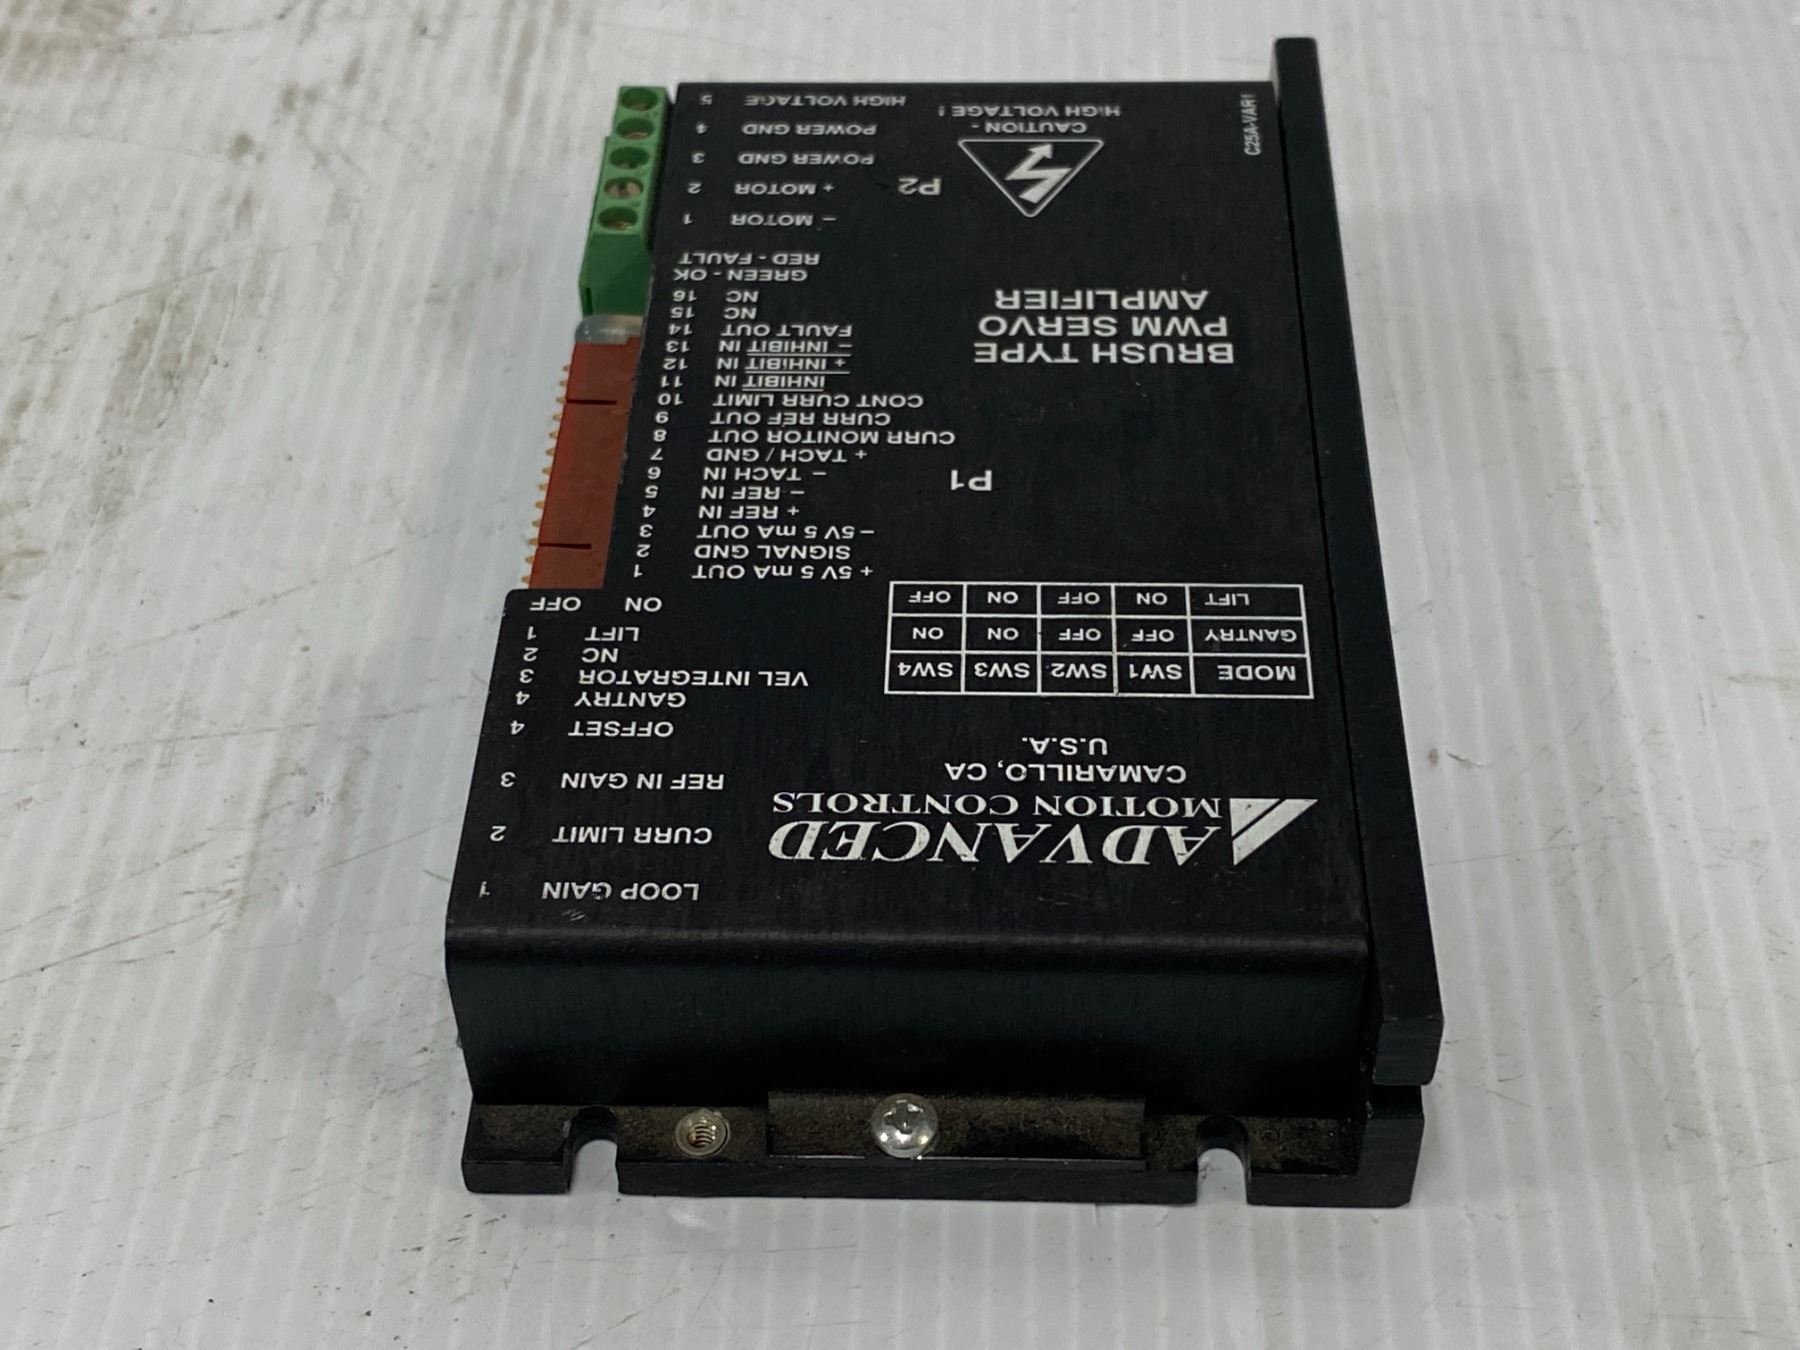 LOOP GAIN 1
CURR LIMIT 2
REF IN GAIN 3
OFFSET 4
GANTRY 4
VEL INTEGRATOR 3
NC 2
LIFT 1
ON OFF
+ 5V 5 mA OUT 1
SIGNAL GND 2
– 5V 5 mA OUT 3
+ REF IN 4
– REF IN 5
– TACH IN 6
+ TACH / GND 7
CURR MONITOR OUT 8
CURR REF OUT 9
CONT CURR LIMIT 10
INHIBIT IN 11
+ INHIBIT IN 12
– INHIBIT IN 13
FAULT OUT 14
NC 15
NC 16
GREEN - OK
RED - FAULT
P1
– MOTOR 1
+ MOTOR 2
POWER GND 3
POWER GND 4
HIGH VOLTAGE 5
P2
ADVANCED
MOTION CONTROLS
CAMARILLO, CA
U.S.A.
MODE SW1 SW2 SW3 SW4
GANTRY OFF OFF ON ON
LIFT ON OFF ON OFF
BRUSH TYPE
PWM SERVO
AMPLIFIER
CAUTION -
HIGH VOLTAGE !
C25A-VAR1